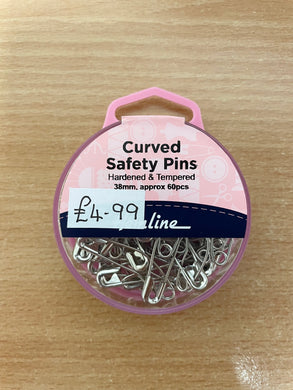 Curved
Safety Pins
Hardened & Tempered
38mm, approx 60pcs
£4-99